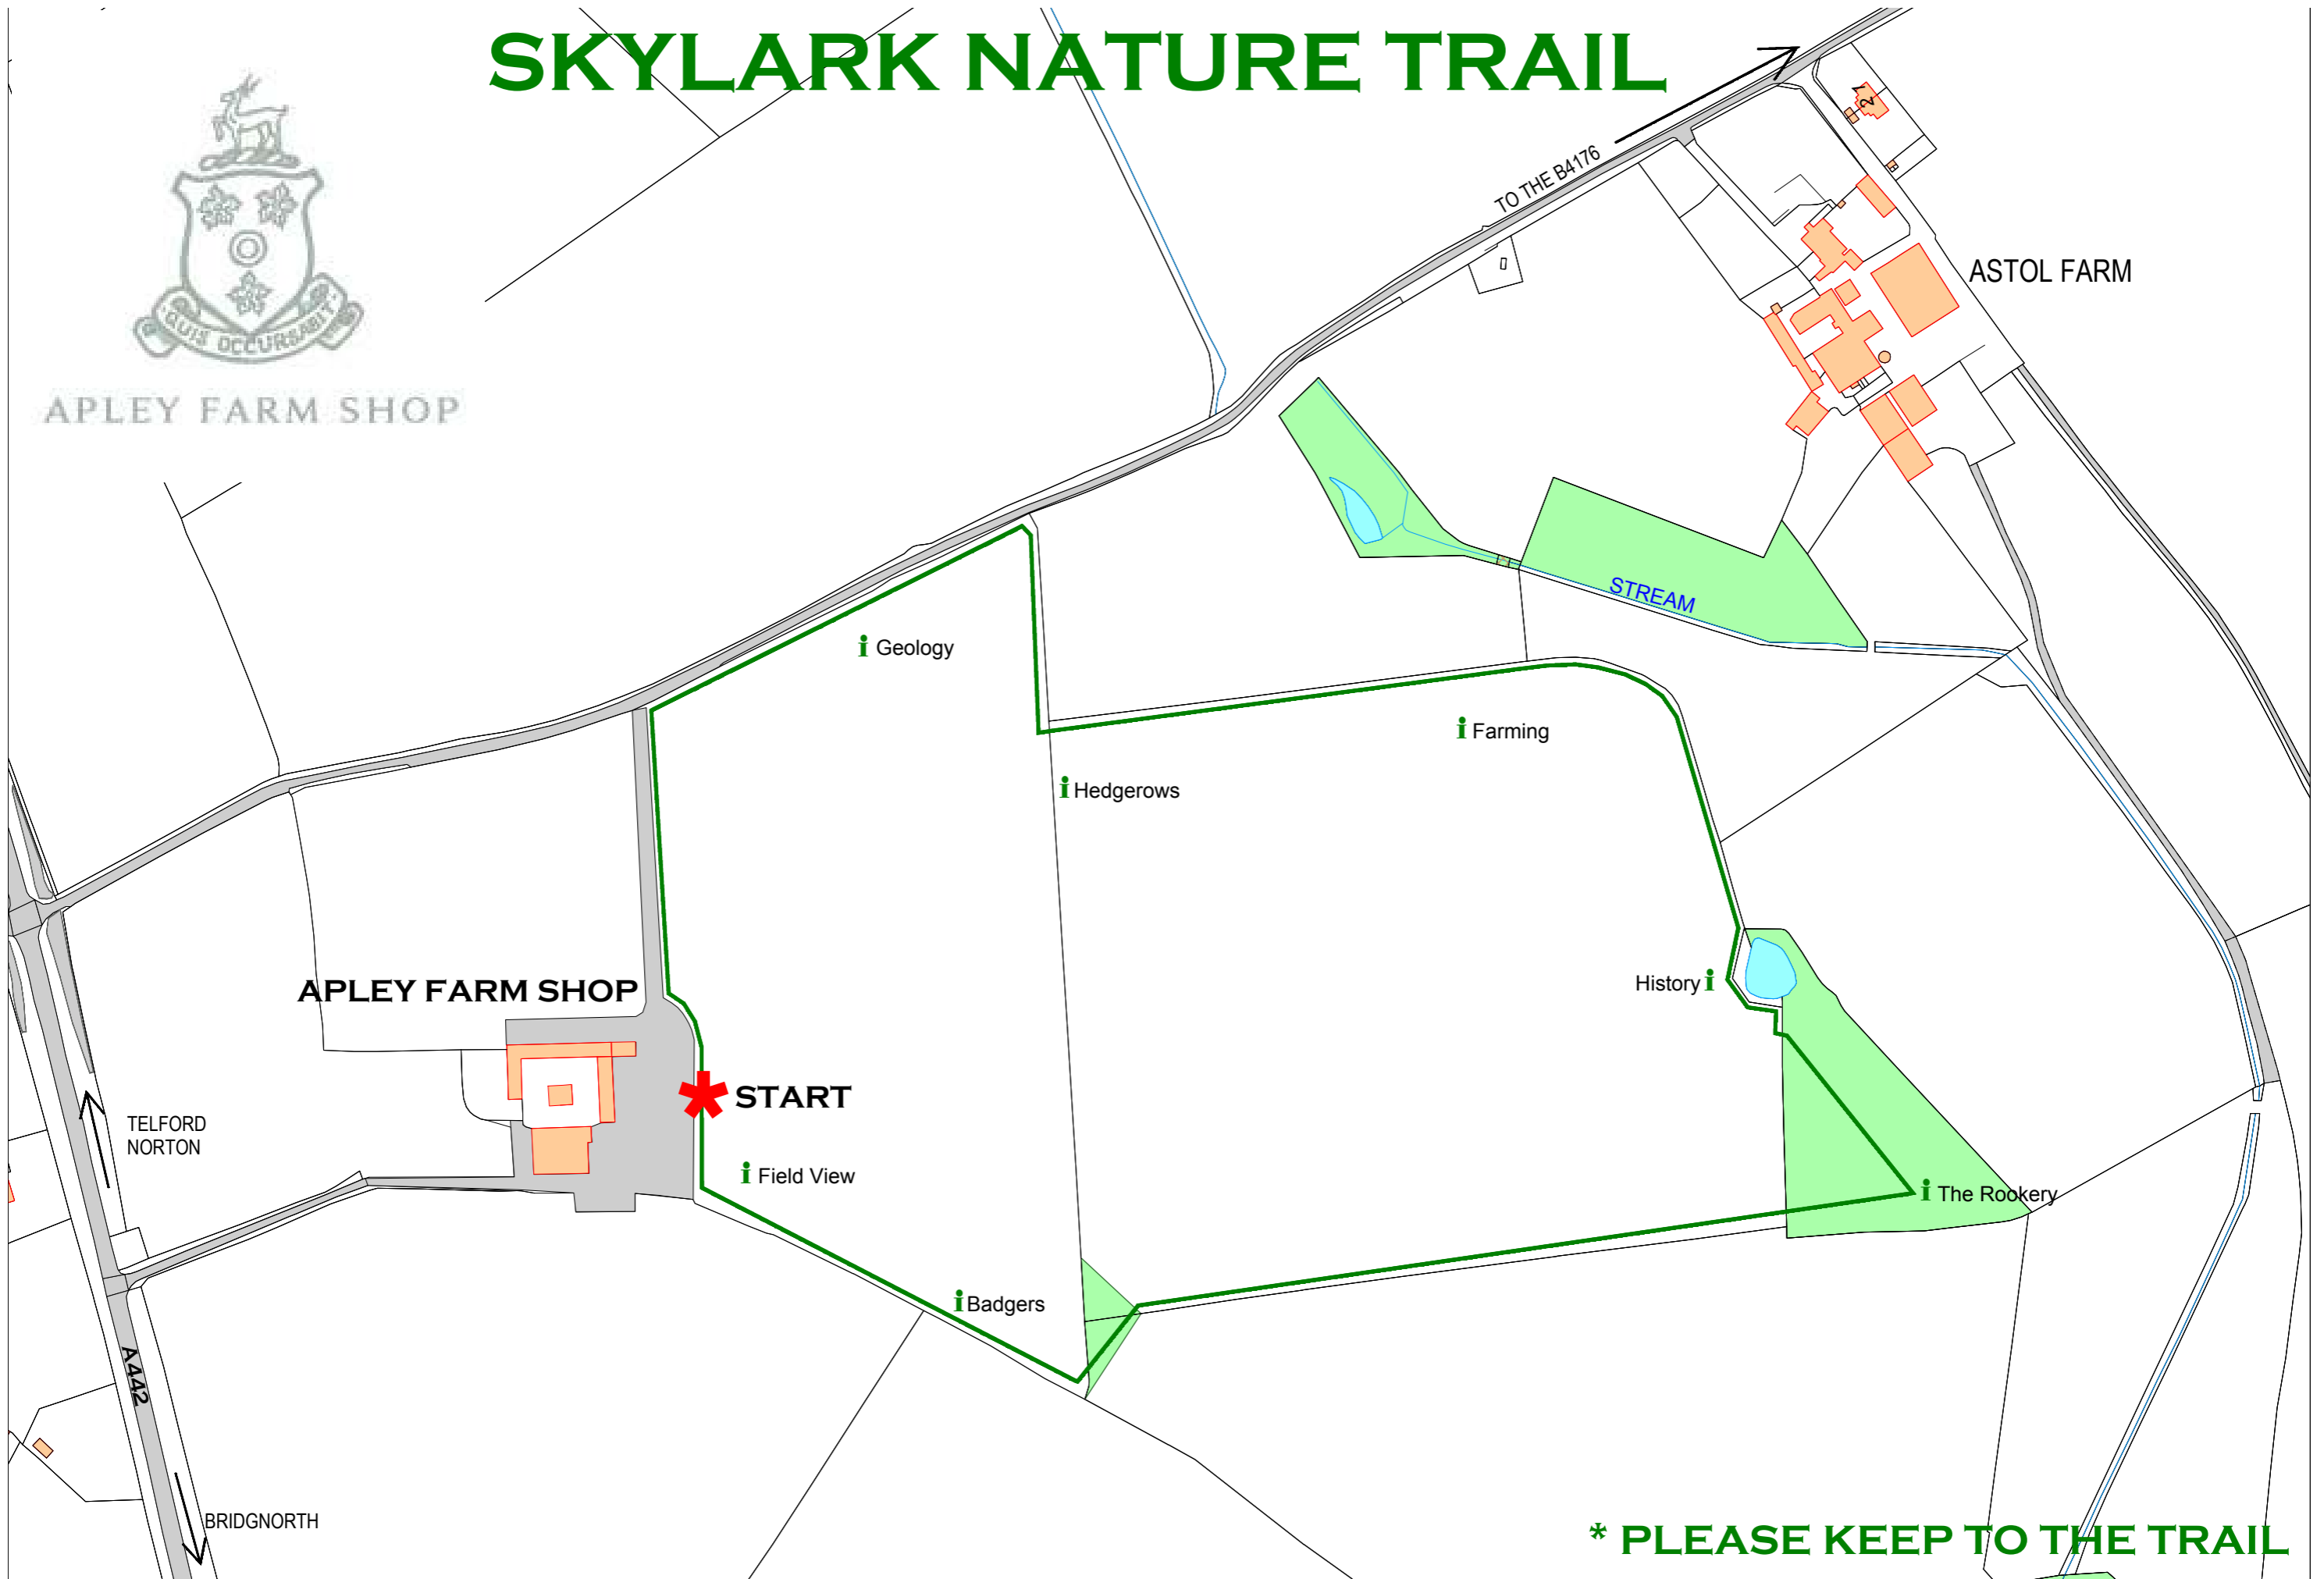 SKYLARK NATURE TRAIL
QUIS OCCURSABIT
APLEY FARM SHOP
TO THE B4176
27
ASTOL FARM
STREAM
i Geology
i Farming
i Hedgerows
History i
APLEY FARM SHOP
* START
TELFORD
NORTON
i Field View
i The Rookery
i Badgers
A442
BRIDGNORTH
* PLEASE KEEP TO THE TRAIL